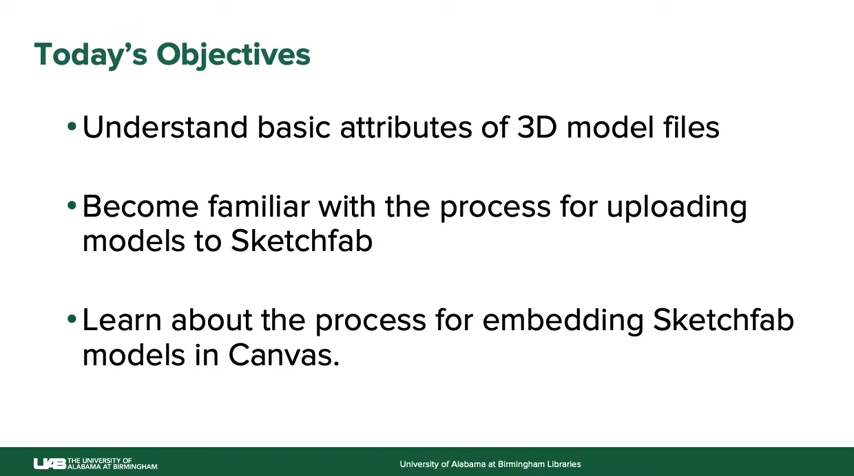 Today's Objectives
•Understand basic attributes of 3D model files
•Become familiar with the process for uploading
models to Sketchfab
•Learn about the process for embedding Sketchfab
models in Canvas.
UAB THE UNIVERSITY OF
ALABAMA AT BIRMINGHAM
University of Alabama at Birmingham Libraries